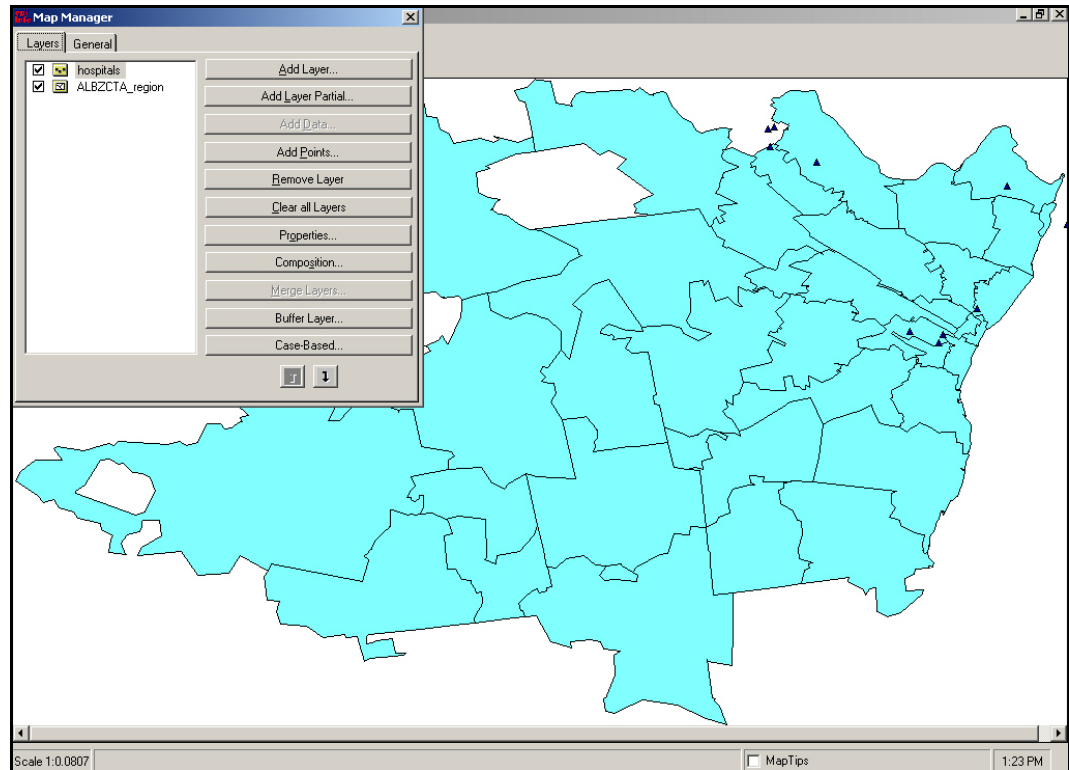 Map Manager
Layers General
hospitals
ALBZCTA_region
Add Layer...
Add Layer Partial...
Add Data...
Add Points...
Remove Layer
Clear all Layers
Properties...
Composition...
Merge Layers...
Buffer Layer...
Case-Based...
Scale 1:0.0807 MapTips 1:23 PM